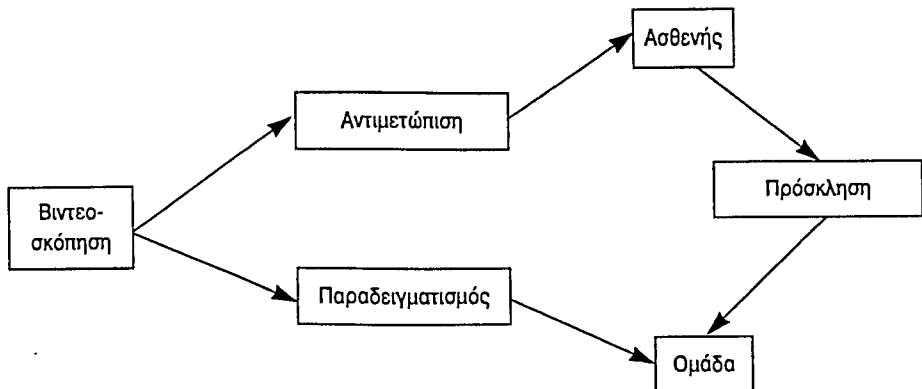 Ασθενής
Αντιμετώπιση
Πρόσκληση
Βιντεο-
σκόπηση
Παραδειγματισμός
Ομάδα